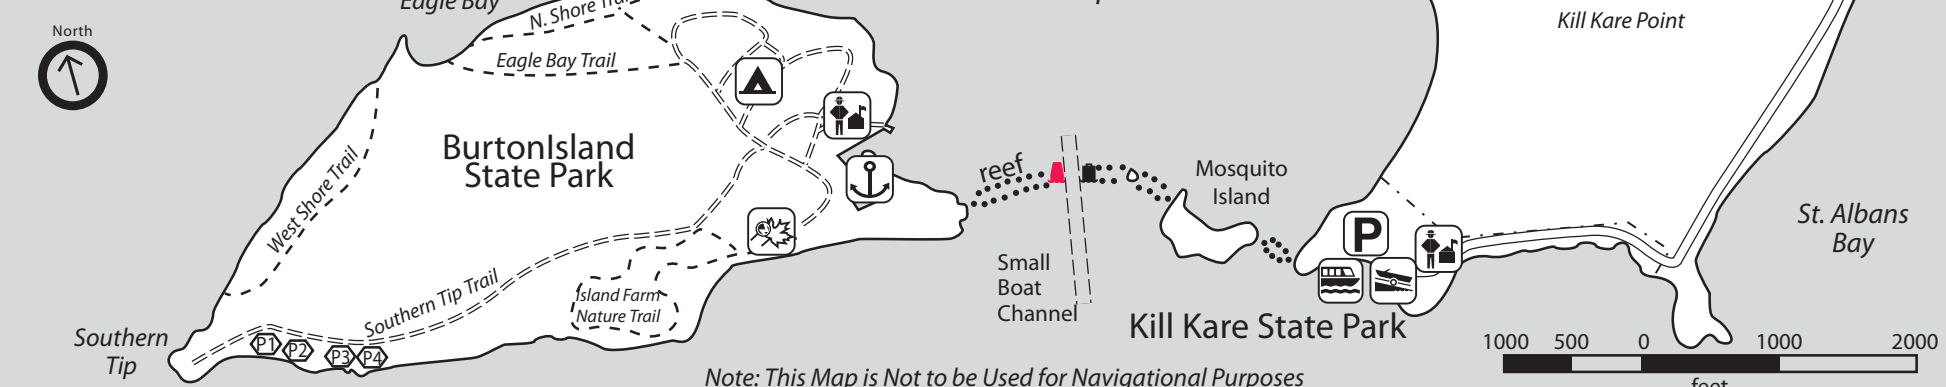 Eagle Bay
North
N. Shore
Kill Kare Point
Eagle Bay Trail
BurtonIsland
State Park
reef
Mosquito
Island
West Shore Trail
St. Albans
Bay
P
Small
Boat
Channel
Island Farm
Nature Trail
Southern Tip Trail
Southern
Tip
P1
P2
P3
P4
Kill Kare State Park
1000 500 0 1000 2000
feet
Note: This Map is Not to be Used for Navigational Purposes